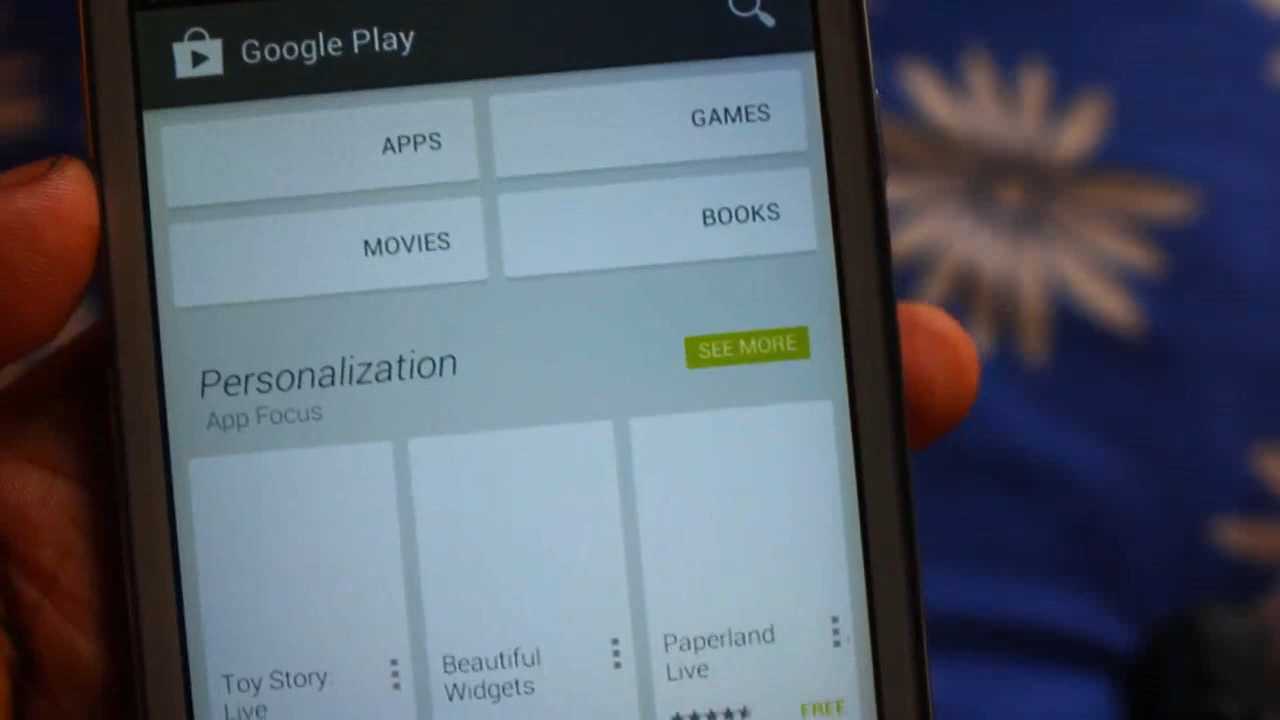 Google Play
APPS
GAMES
MOVIES
BOOKS
Personalization
SEE MORE
App Focus
Toy Story
Live
Beautiful
Widgets
Paperland
Live
FREE